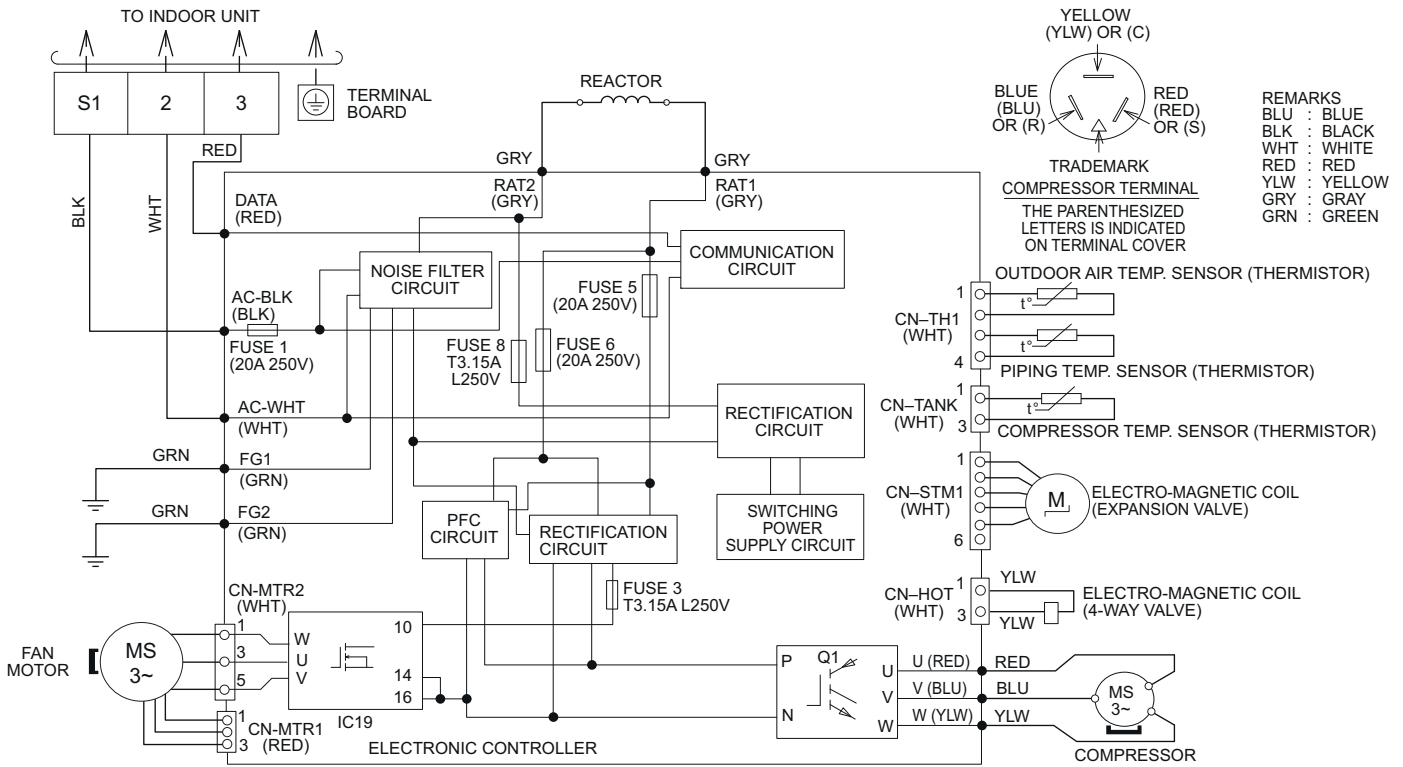 TO INDOOR UNIT
S1
2
3
TERMINAL
BOARD
REACTOR
YELLOW
(YLW) OR (C)
BLUE
(BLU)
OR (R)
RED
(RED)
OR (S)
TRADEMARK
COMPRESSOR TERMINAL
THE PARENTHESIZED
LETTERS IS INDICATED
ON TERMINAL COVER
REMARKS
BLU : BLUE
BLK : BLACK
WHT : WHITE
RED : RED
YLW : YELLOW
GRY : GRAY
GRN : GREEN
RED
BLK
WHT
GRY
GRY
RAT2
(GRY)
RAT1
(GRY)
DATA
(RED)
NOISE FILTER
CIRCUIT
COMMUNICATION
CIRCUIT
AC-BLK
(BLK)
FUSE 1
(20A 250V)
FUSE 5
(20A 250V)
FUSE 8
T3.15A
L250V
FUSE 6
(20A 250V)
AC-WHT
(WHT)
RECTIFICATION
CIRCUIT
GRN
FG1
(GRN)
GRN
FG2
(GRN)
PFC
CIRCUIT
RECTIFICATION
CIRCUIT
SWITCHING
POWER
SUPPLY CIRCUIT
FUSE 3
T3.15A L250V
OUTDOOR AIR TEMP. SENSOR (THERMISTOR)
1
t°
CN–TH1
(WHT)
t°
4
PIPING TEMP. SENSOR (THERMISTOR)
1
CN–TANK
(WHT)
t°
3
COMPRESSOR TEMP. SENSOR (THERMISTOR)
1
CN–STM1
(WHT)
M
ELECTRO-MAGNETIC COIL
(EXPANSION VALVE)
6
1
YLW
CN–HOT
(WHT)
ELECTRO-MAGNETIC COIL
(4-WAY VALVE)
3
YLW
CN-MTR2
(WHT)
FAN
MOTOR
MS
3~
1
3
5
W
U
V
10
14
16
IC19
1
3
CN-MTR1
(RED)
ELECTRONIC CONTROLLER
P
N
Q1
U
V
W
U (RED)
V (BLU)
W (YLW)
RED
BLU
YLW
MS
3~
COMPRESSOR